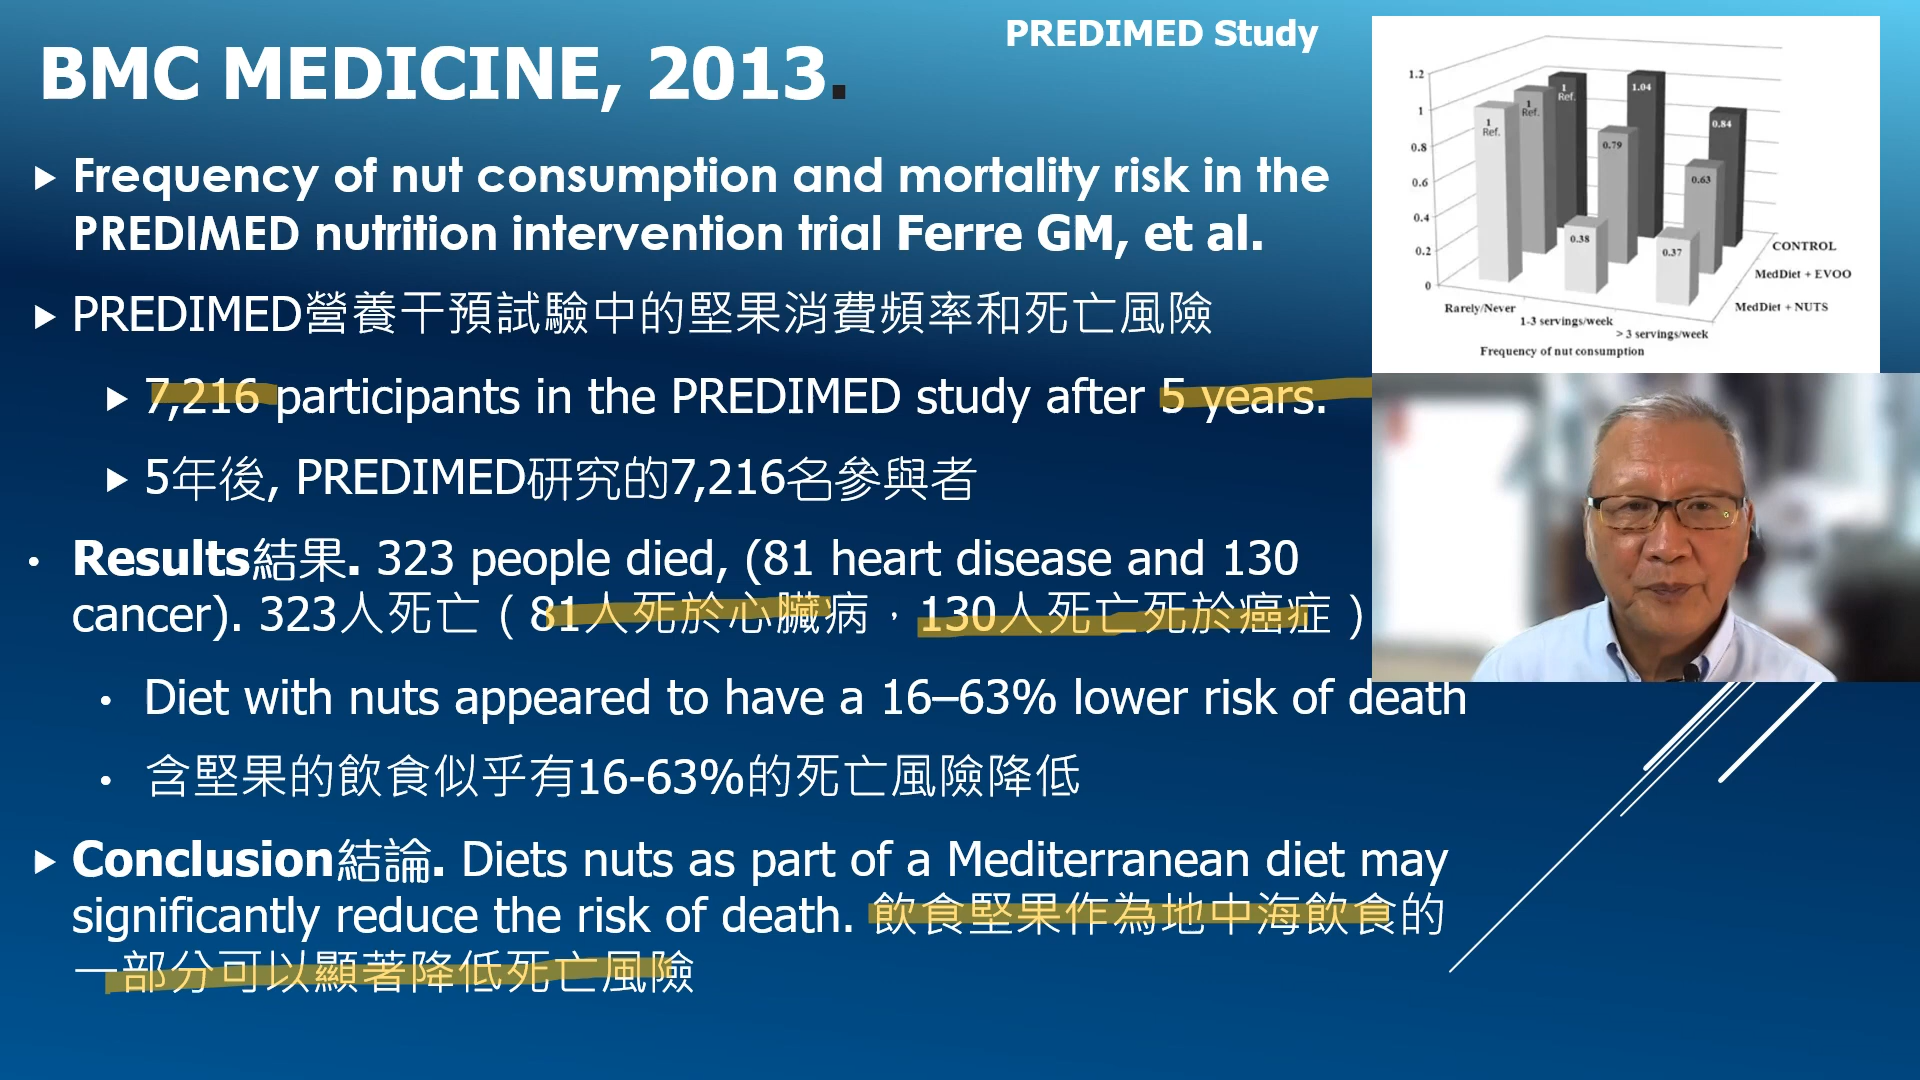 PREDIMED Study
BMC MEDICINE, 2013.
Frequency of nut consumption and mortality risk in the
PREDIMED nutrition intervention trial Ferre GM, et al.
PREDIMED營養干預試驗中的堅果消費頻率和死亡風險
7,216 participants in the PREDIMED study after 5 years.
5年後, PREDIMED研究的7,216名參與者
Results結果. 323 people died, (81 heart disease and 130
cancer). 323人死亡（81人死於心臟病，130人死亡死於癌症）
Diet with nuts appeared to have a 16–63% lower risk of death
含堅果的飲食似乎有16-63%的死亡風險降低
Conclusion結論. Diets nuts as part of a Mediterranean diet may
significantly reduce the risk of death. 飲食堅果作為地中海飲食的
一部分可以顯著降低死亡風險
1.2
1
0.8
0.6
0.4
0.2
0
1
Ref.
1
Ref.
1
Ref.
1.04
0.79
0.38
0.84
0.63
0.37
CONTROL
MedDiet + EVOO
MedDiet + NUTS
Rarely/Never
1-3 servings/week
> 3 servings/week
Frequency of nut consumption